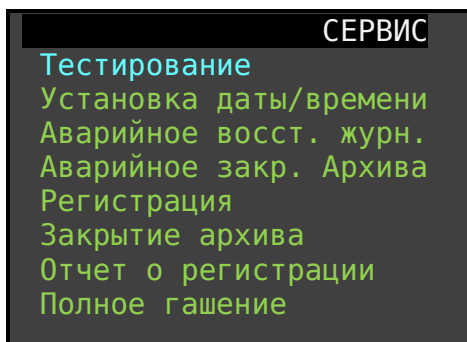 СЕРВИС
Тестирование
Установка даты/времени
Аварийное восст. журн.
Аварийное закр. Архива
Регистрация
Закрытие архива
Отчет о регистрации
Полное гашение